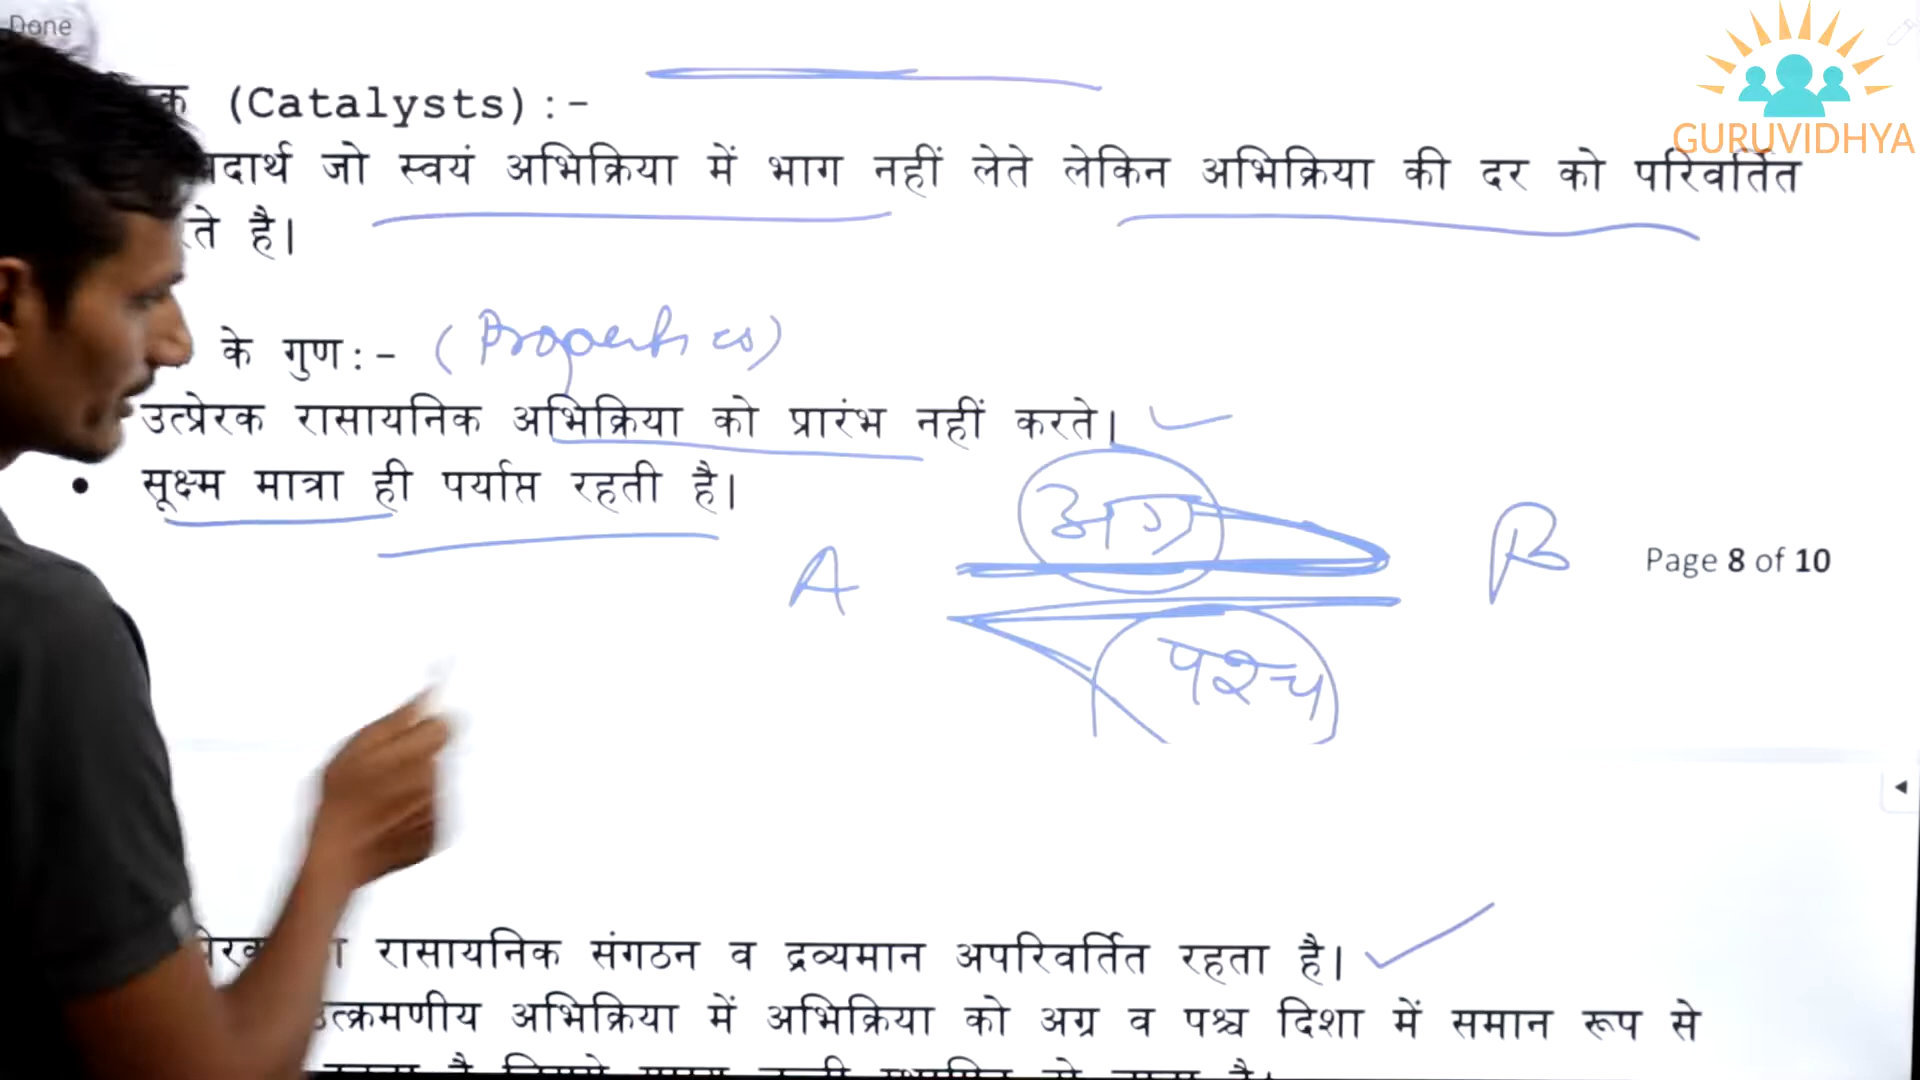 Done
(Catalysts):-
GURUVIDHYA
जो स्वयं अभिक्रिया में भाग नहीं लेते लेकिन अभिक्रिया की दर को परिवर्तित
है।
के गुण:- (Properties)
उत्प्रेरक रासायनिक अभिक्रिया को प्रारंभ नहीं करते।
• सूक्ष्म मात्रा ही पर्याप्त रहती है।
अग्र
A B
Page 8 of 10
पश्च
रासायनिक संगठन व द्रव्यमान अपरिवर्तित रहता है।
अभिक्रिया में अभिक्रिया को अग्र व पश्च दिशा में समान रूप से